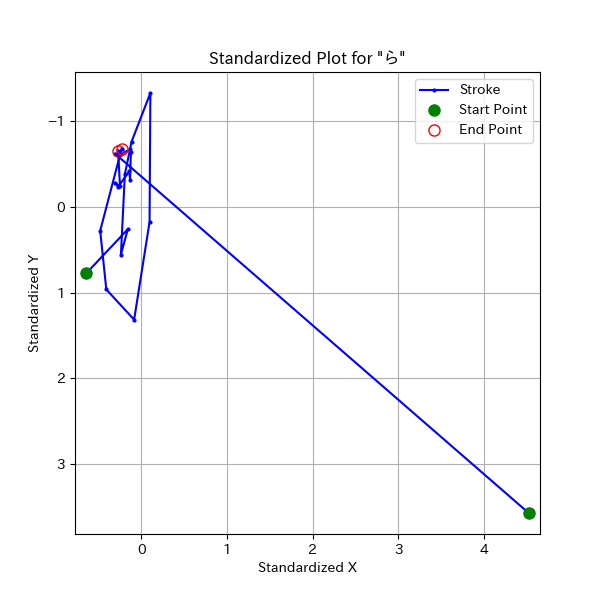 Standardized Plot for "ら"
Stroke
Start Point
End Point
−1
0
1
2
3
Standardized Y
0 1 2 3 4
Standardized X